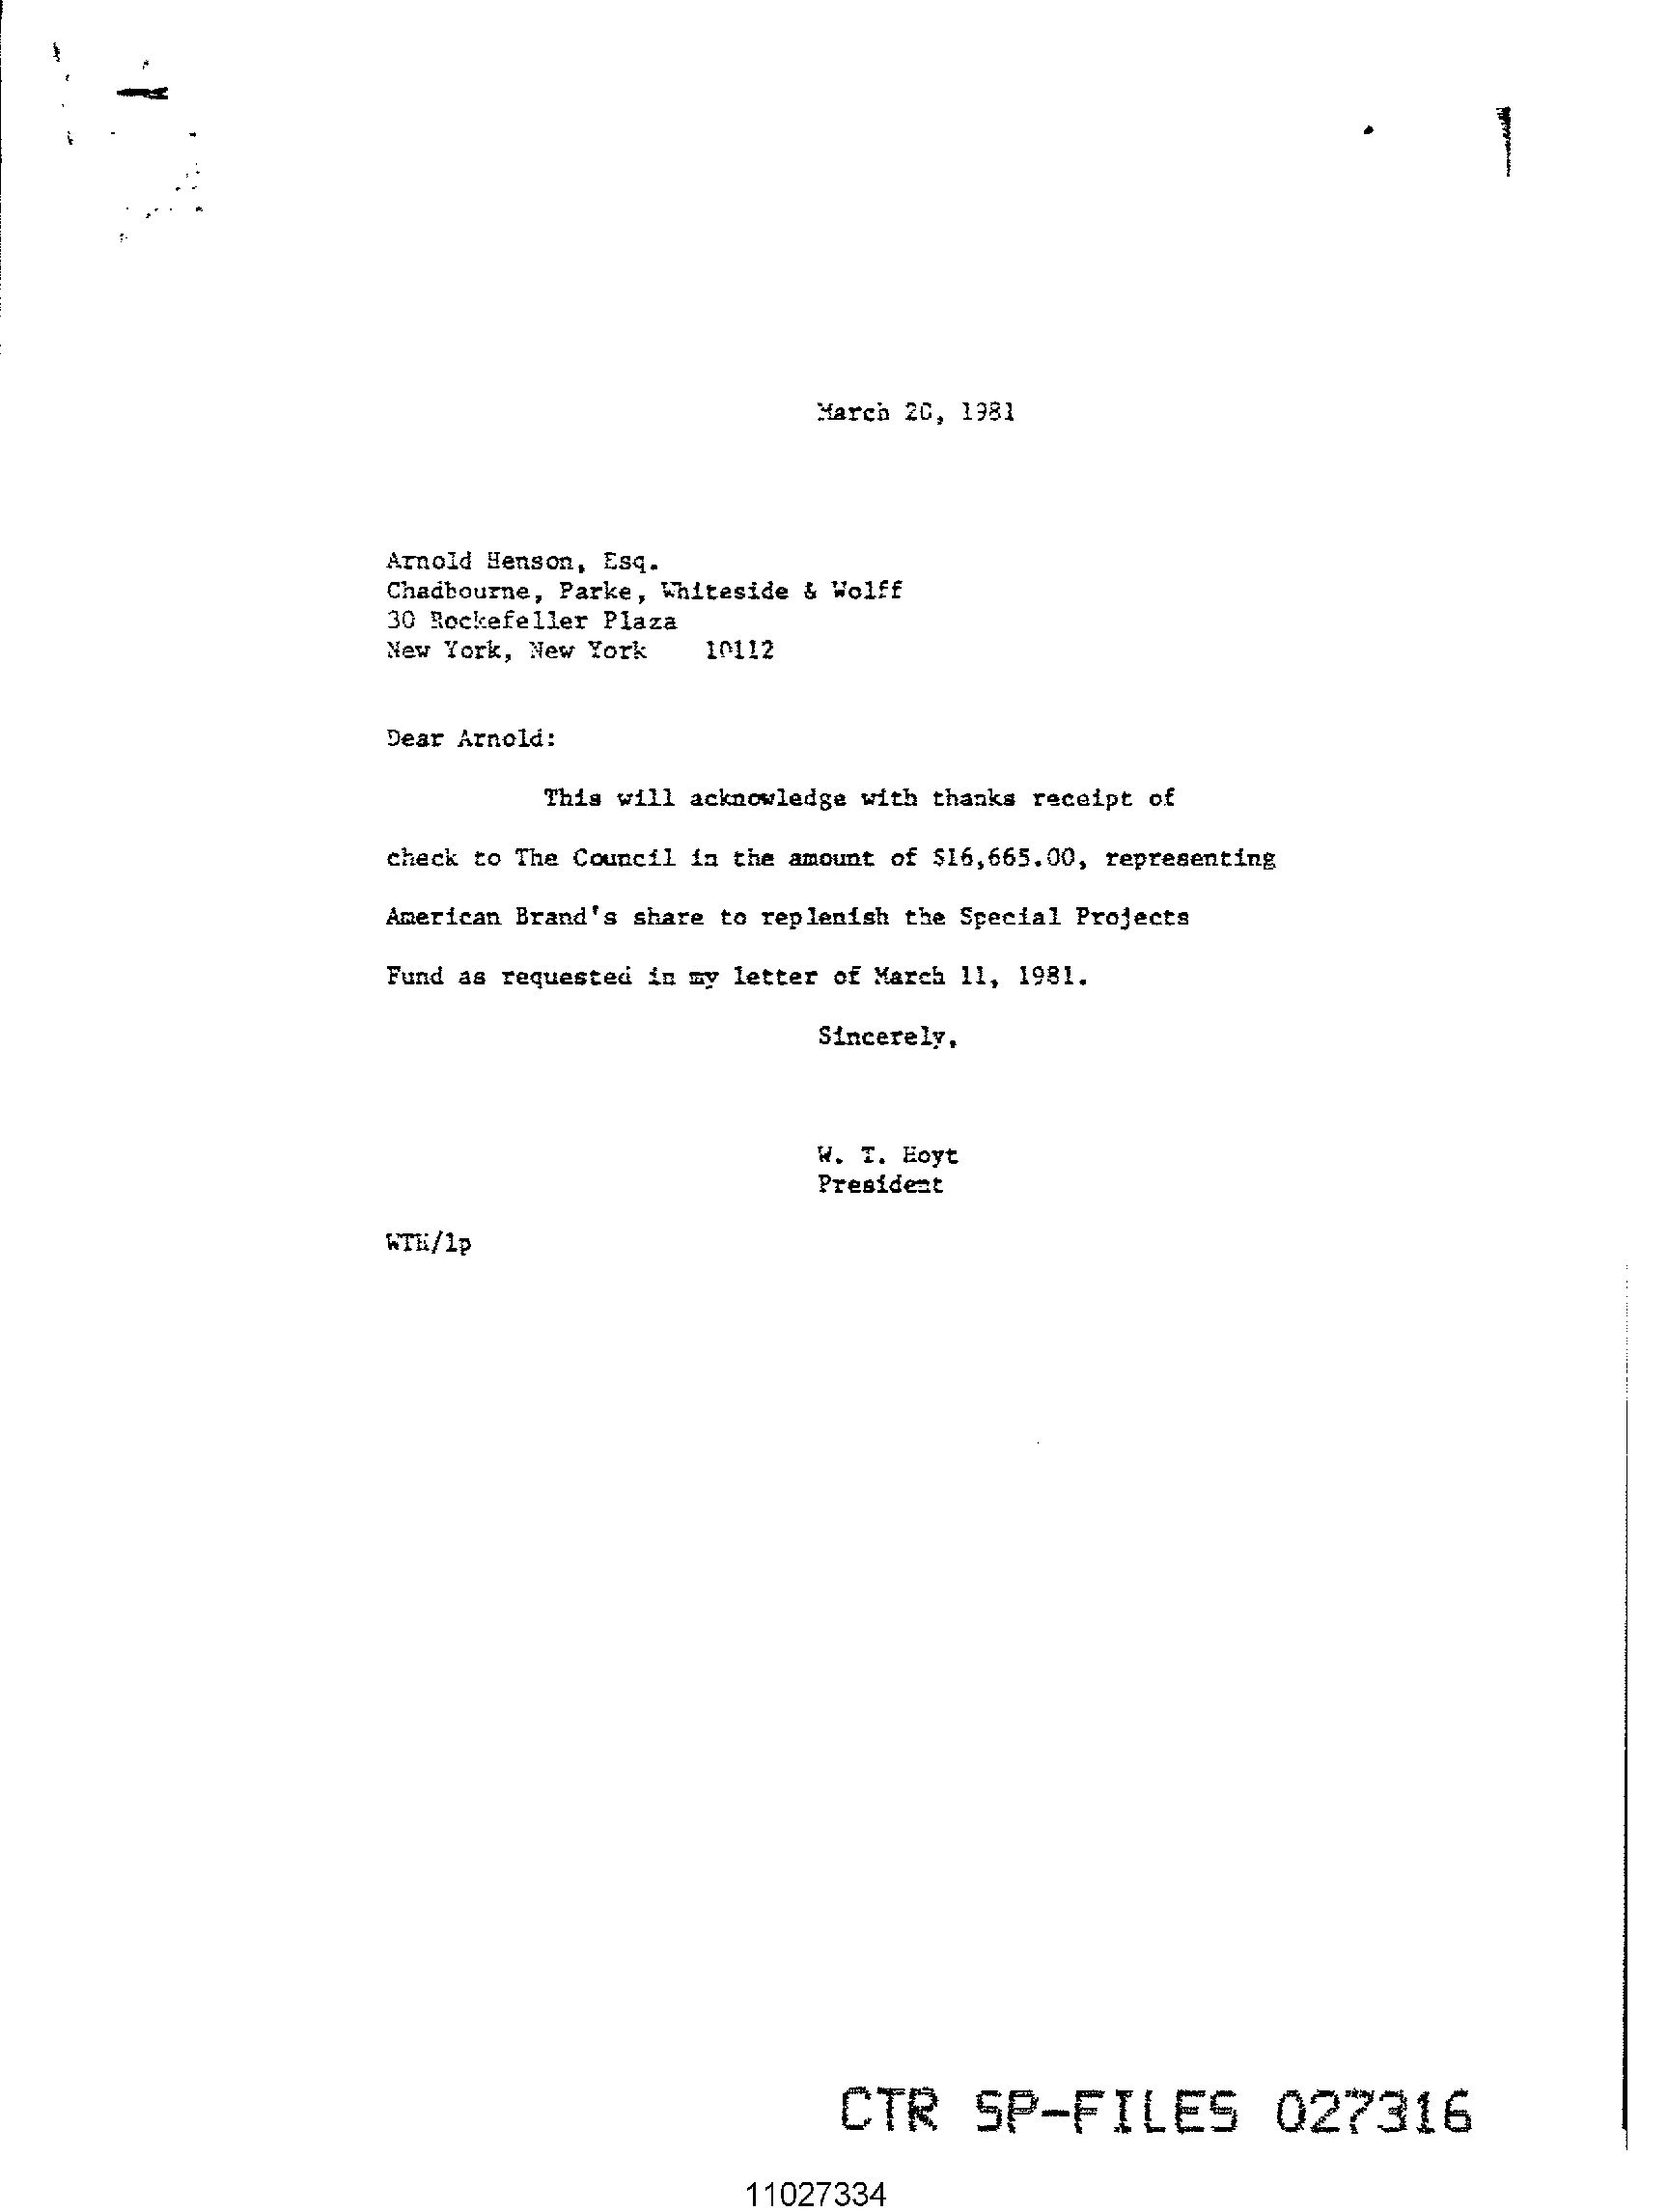 March 20, 1981
Arnold Henson, Esq.
Chadbourne, Parke, Whiteside & Wolff
30 Rockefeller Plaza
New York, New York 10112
Dear Arnold:
This will acknowledge with thanks receipt of
check to The Council in the amount of $16,665.00, representing
American Brand's share to replenish the Special Projects
Fund as requested in my letter of March 11, 1981.
Sincerely,
W. T. Hoyt
President
WTH/lp
CTR SP-FILES 027316
11027334